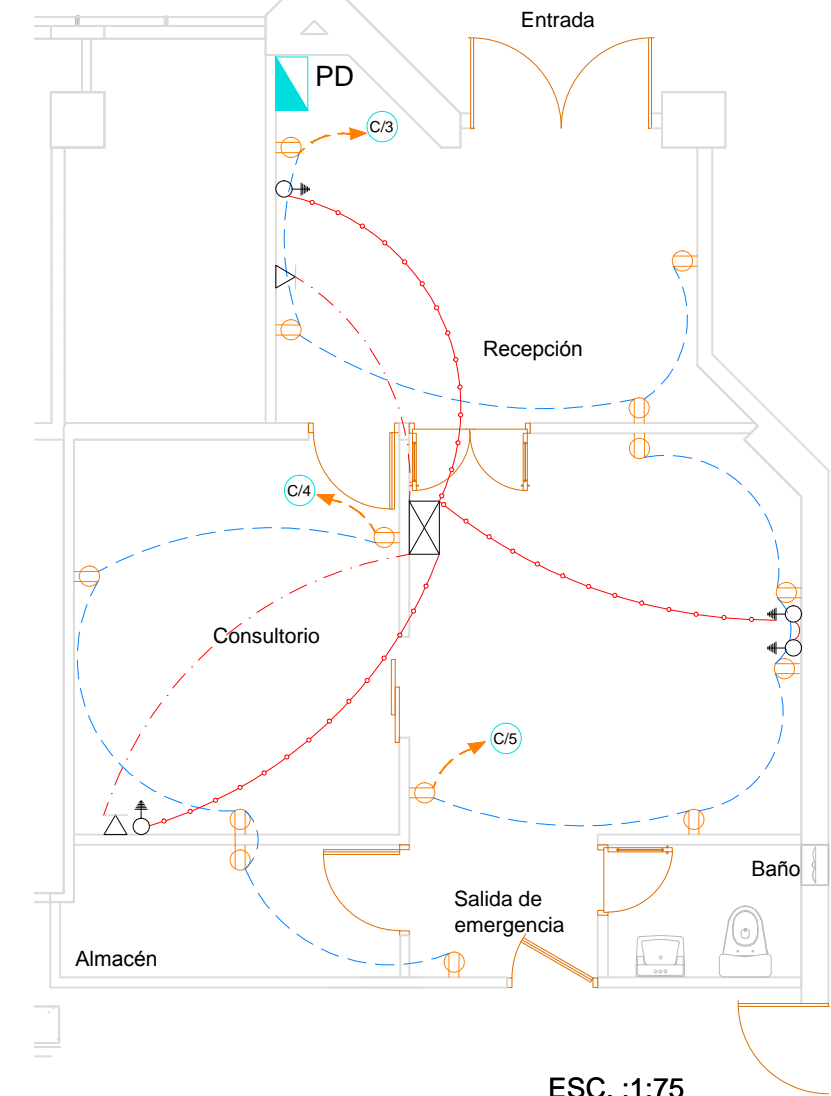 Entrada
PD
C/3
Recepción
C/4
Consultorio
C/5
Baño
Salida de
emergencia
Almacén
ESC. :1:75